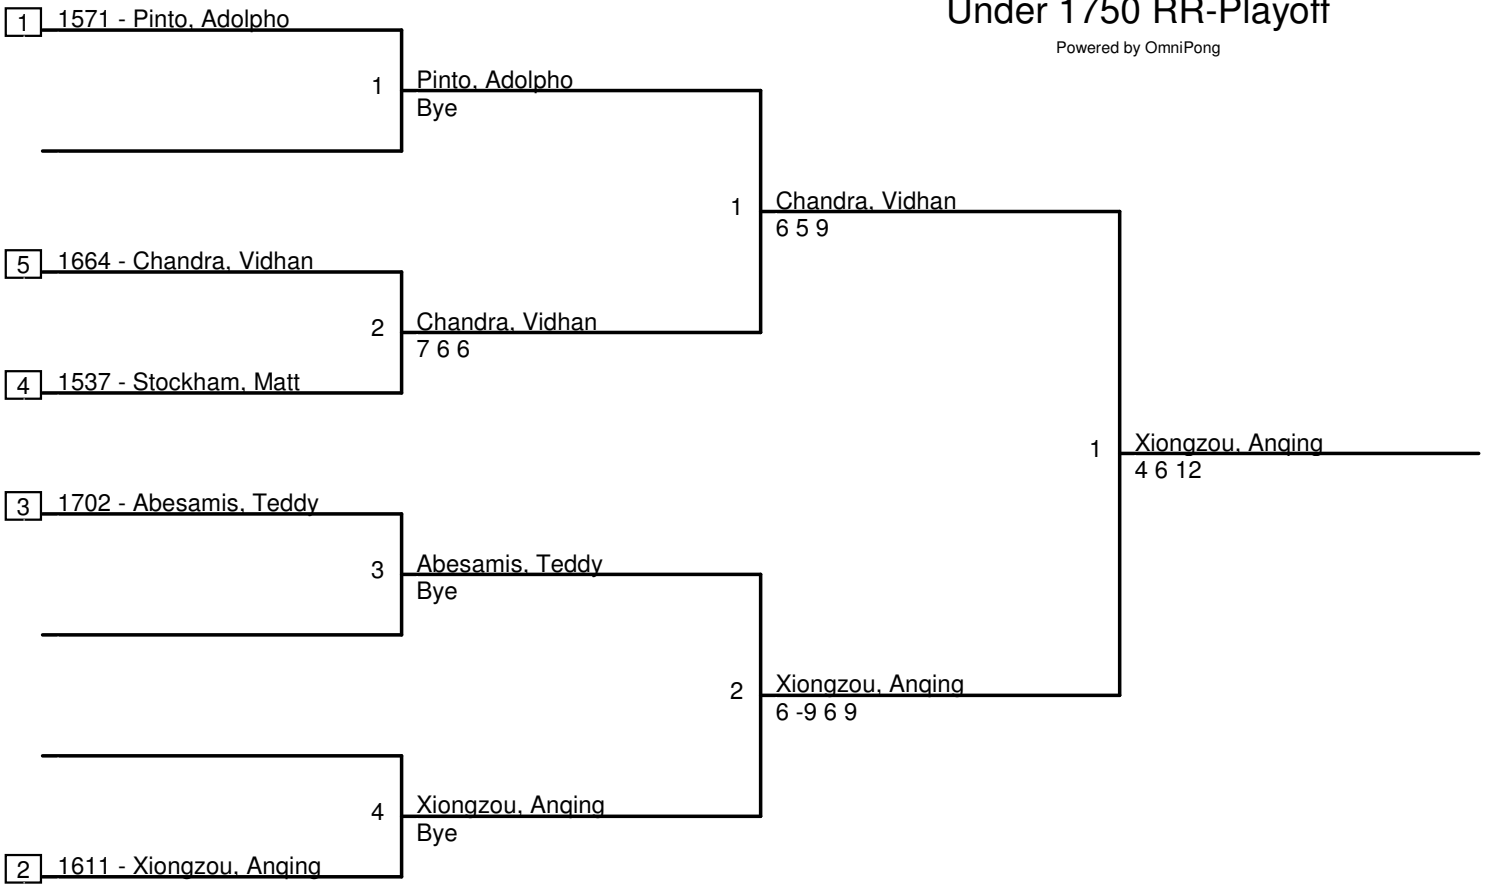 Under 1750 RR-Playoff
Powered by OmniPong
1 1571 - Pinto, Adolpho
1 Pinto, Adolpho
Bye
1 Chandra, Vidhan
6 5 9
5 1664 - Chandra, Vidhan
2 Chandra, Vidhan
7 6 6
4 1537 - Stockham, Matt
1 Xiongzou, Anqing
4 6 12
3 1702 - Abesamis, Teddy
3 Abesamis, Teddy
Bye
2 Xiongzou, Anqing
6 -9 6 9
4 Xiongzou, Anqing
Bye
2 1611 - Xiongzou, Anqing